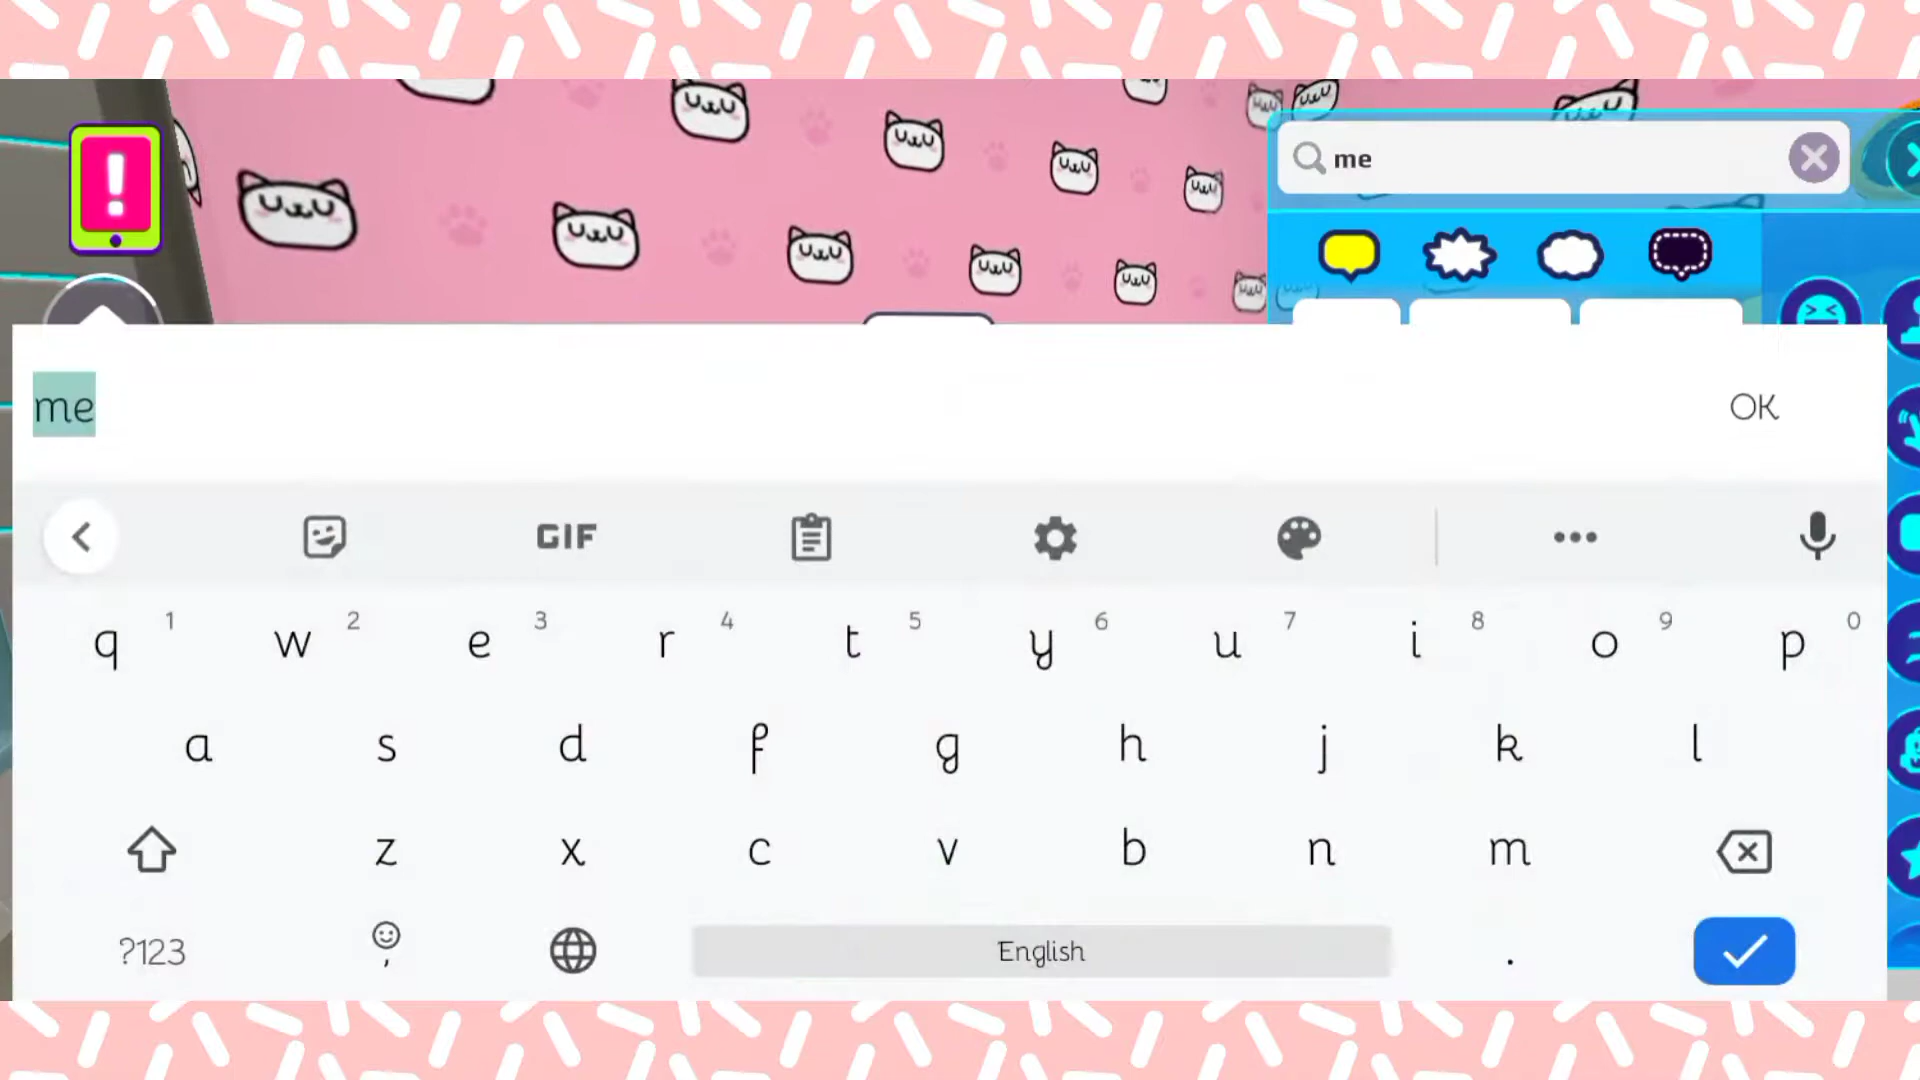 !
me
me
OK
GIF
1 2 3 4 5 6 7 8 9 0
q w e r t y u i o p
a s d f g h j k l
z x c v b n m
?123 , English .